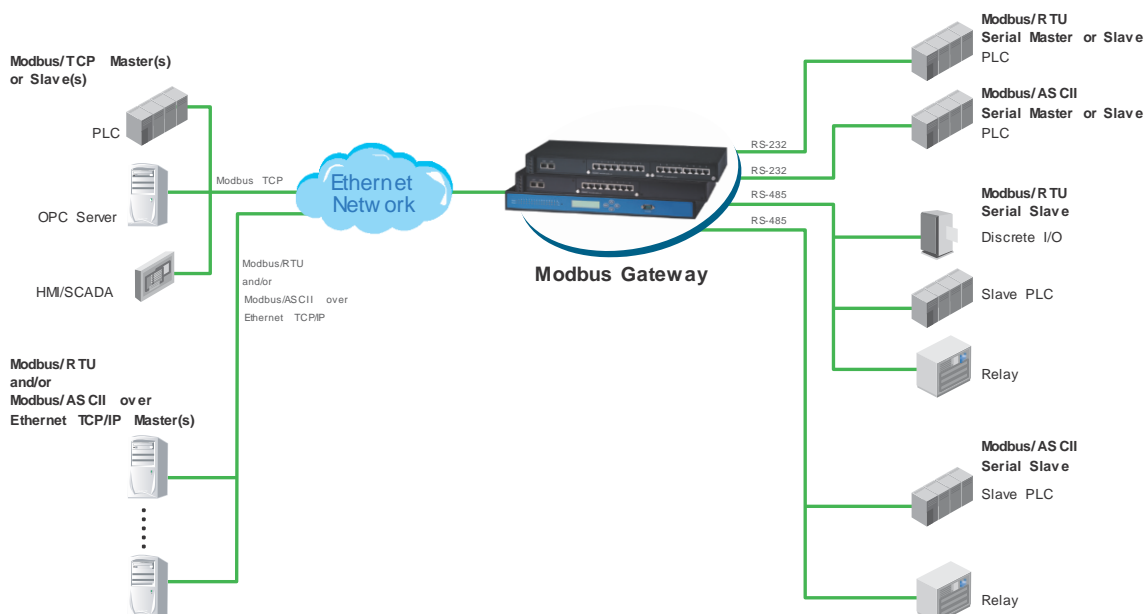 Modbus/TCP Master(s)
or Slave(s)
PLC
OPC Server
HMI/SCADA
Modbus TCP
Ethernet
Network
Modbus/RTU
and/or
Modbus/ASCII over
Ethernet TCP/IP
Modbus/RTU
and/or
Modbus/ASCII over
Ethernet TCP/IP Master(s)
Modbus Gateway
RS-232
RS-232
RS-485
RS-485
Modbus/RTU
Serial Master or Slave
PLC
Modbus/ASCII
Serial Master or Slave
PLC
Modbus/RTU
Serial Slave
Discrete I/O
Slave PLC
Relay
Modbus/ASCII
Serial Slave
Slave PLC
Relay